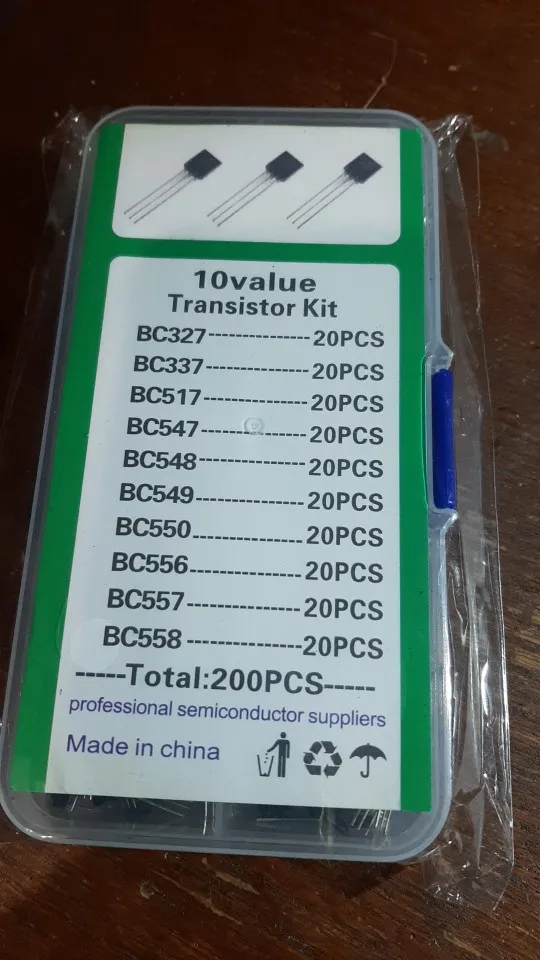 10value
Transistor Kit
BC327--------------20PCS
BC337--------------20PCS
BC517--------------20PCS
BC547--------------20PCS
BC548--------------20PCS
BC549--------------20PCS
BC550--------------20PCS
BC556--------------20PCS
BC557--------------20PCS
BC558--------------20PCS
-----Total:200PCS-----
professional semiconductor suppliers
Made in china